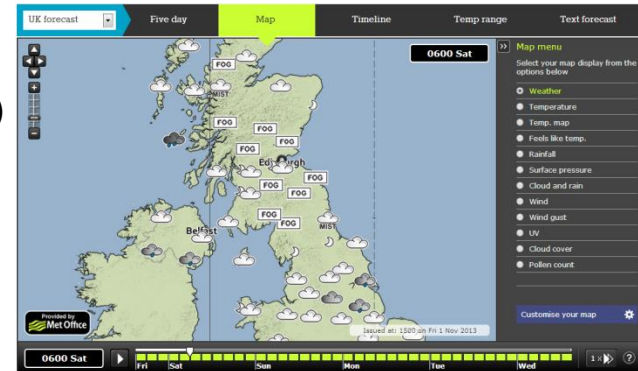 UK forecast
Five day
Map
Timeline
Temp range
Text forecast
0600 Sat
Map menu
Select your map display from the
options below
Weather
Temperature
Temp. map
Feels like temp.
Rainfall
Surface pressure
Cloud and rain
Wind
Wind gust
UV
Cloud cover
Pollen count
Customise your map
FOG
MIST
FOG
FOG
FOG
FOG
Edinburgh
FOG
FOG
FOG
FOG
FOG
MIST
Belfast
Provided by
Met Office
Issued at: 1500 on Fri 1 Nov 2013
0600 Sat
Fri
Sat
Sun
Mon
Tue
Wed
1 x
?
)